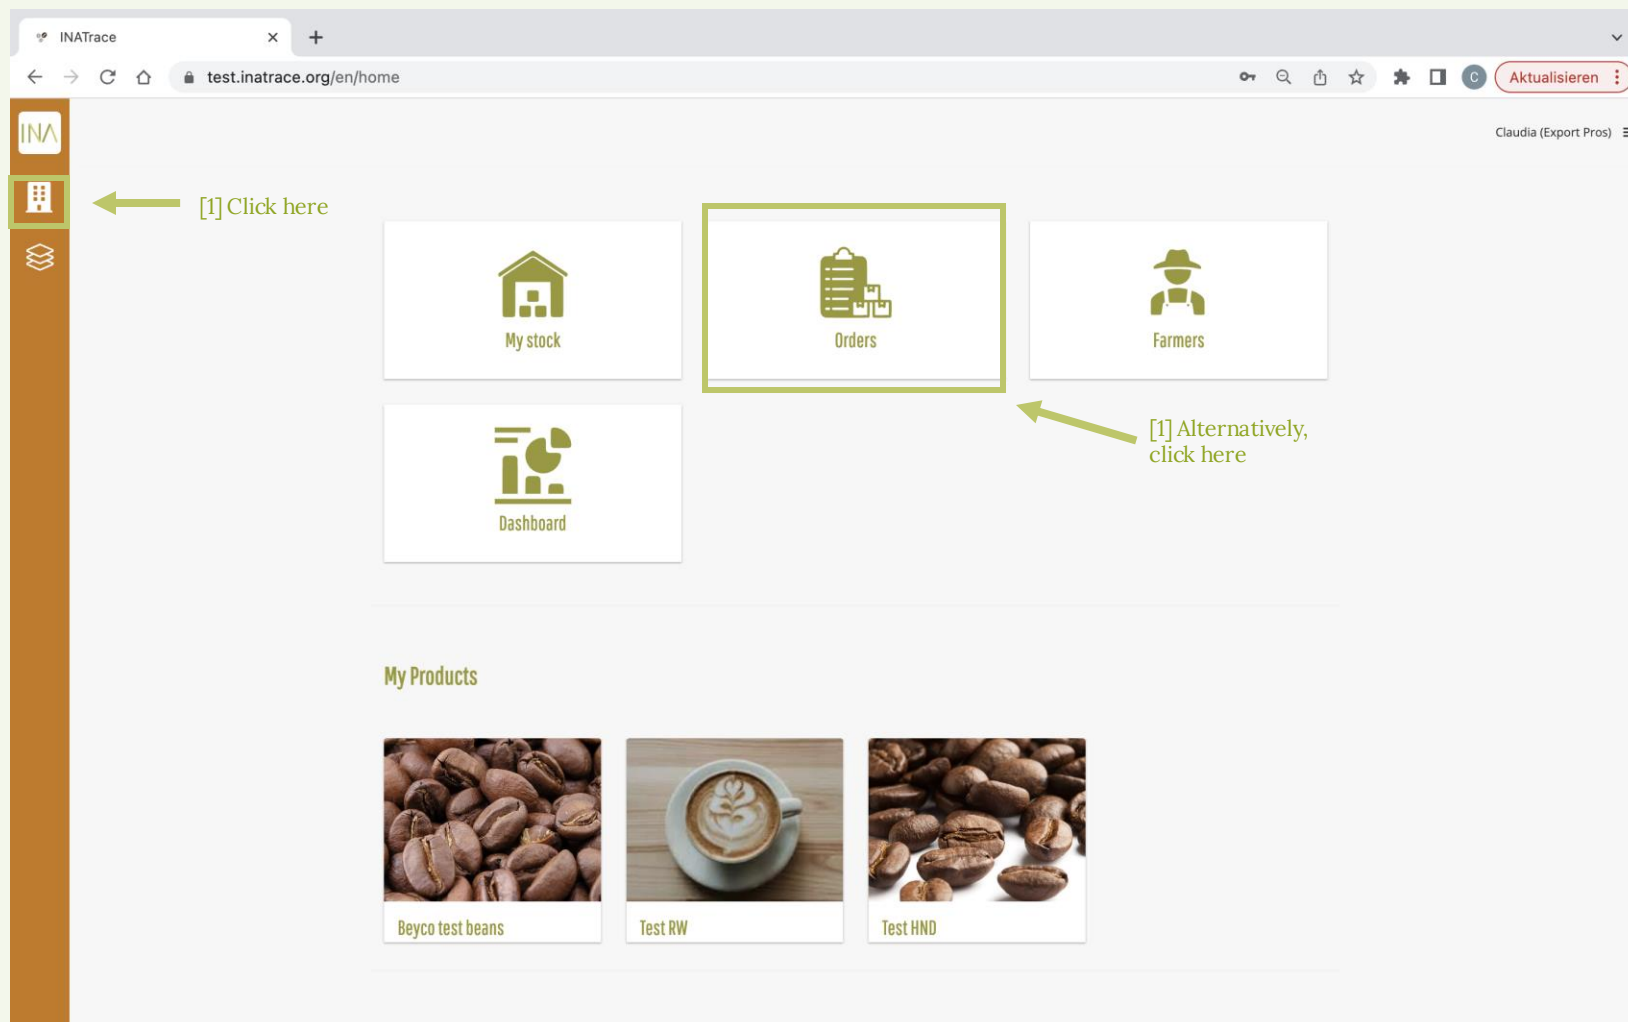 INATrace
test.inatrace.org/en/home
C
Aktualisieren
INA
Claudia (Export Pros)
[1] Click here
My stock
Orders
Farmers
[1] Alternatively,
click here
Dashboard
My Products
Beyco test beans
Test RW
Test HND